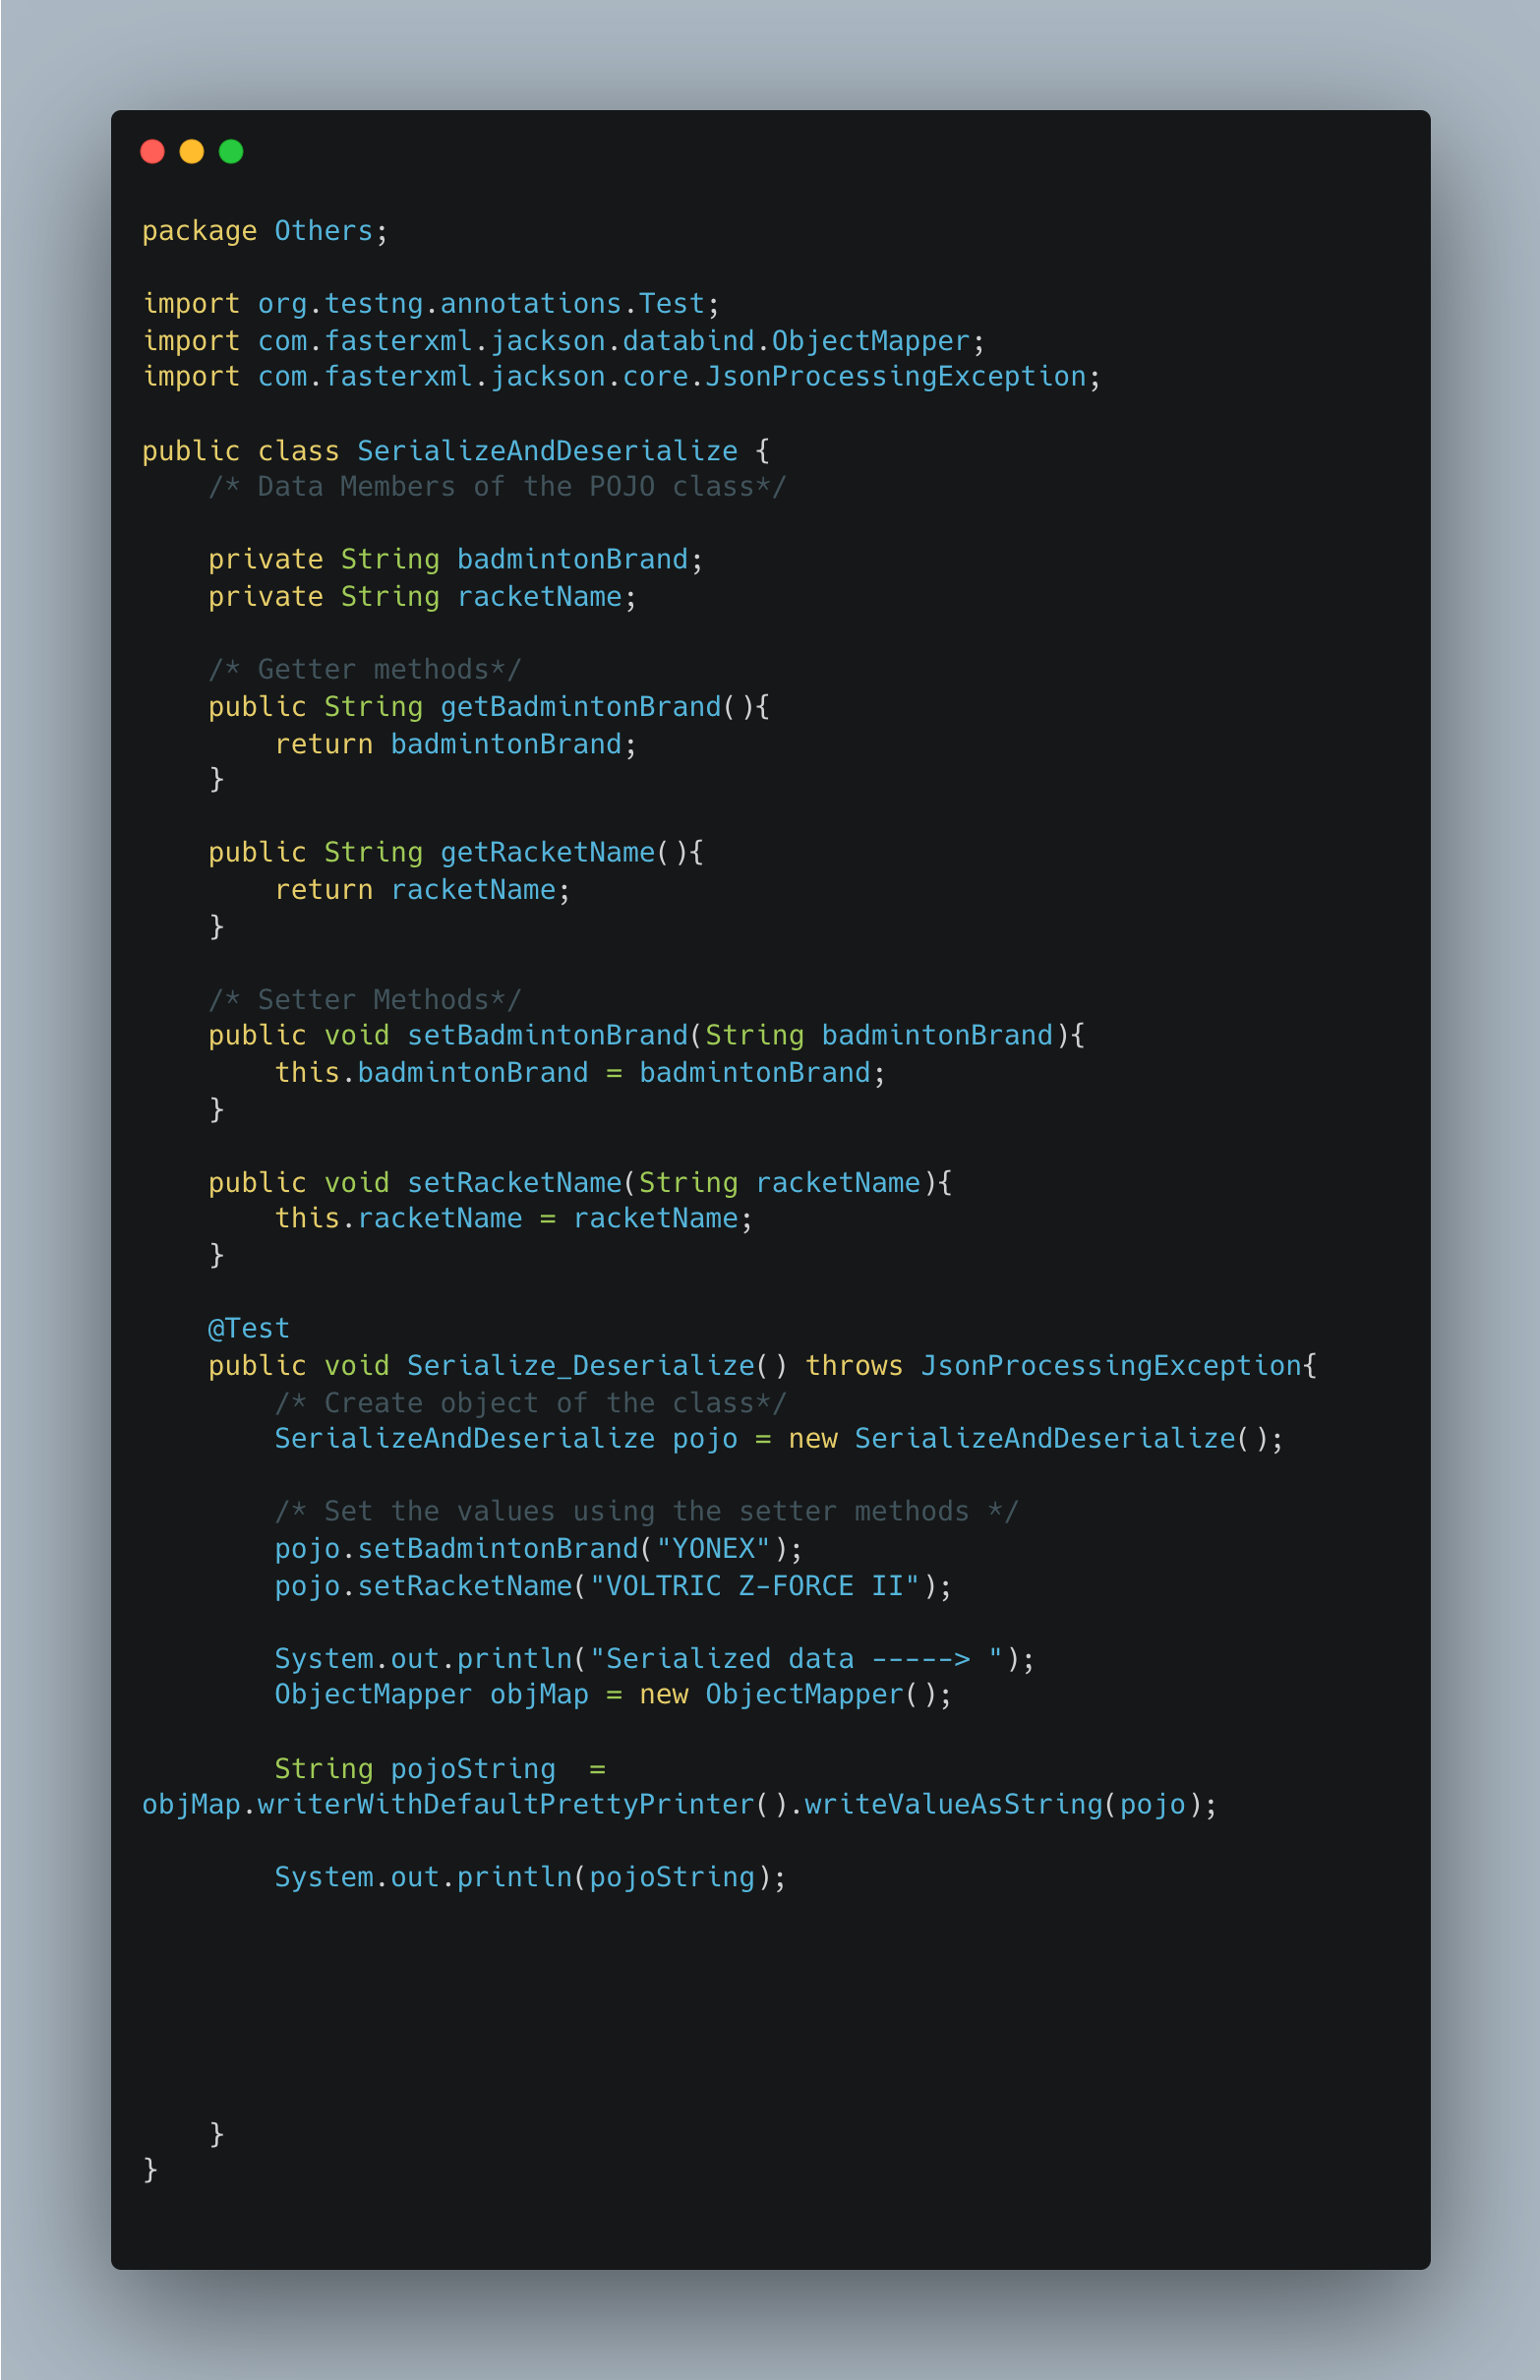 package Others;

import org.testng.annotations.Test;
import com.fasterxml.jackson.databind.ObjectMapper;
import com.fasterxml.jackson.core.JsonProcessingException;

public class SerializeAndDeserialize {
    /* Data Members of the POJO class*/

    private String badmintonBrand;
    private String racketName;

    /* Getter methods*/
    public String getBadmintonBrand(){
        return badmintonBrand;
    }

    public String getRacketName(){
        return racketName;
    }

    /* Setter Methods*/
    public void setBadmintonBrand(String badmintonBrand){
        this.badmintonBrand = badmintonBrand;
    }

    public void setRacketName(String racketName){
        this.racketName = racketName;
    }

    @Test
    public void Serialize_Deserialize() throws JsonProcessingException{
        /* Create object of the class*/
        SerializeAndDeserialize pojo = new SerializeAndDeserialize();

        /* Set the values using the setter methods */
        pojo.setBadmintonBrand("YONEX");
        pojo.setRacketName("VOLTRIC Z-FORCE II");

        System.out.println("Serialized data -----> ");
        ObjectMapper objMap = new ObjectMapper();

        String pojoString  =
objMap.writerWithDefaultPrettyPrinter().writeValueAsString(pojo);

        System.out.println(pojoString);

    }
}